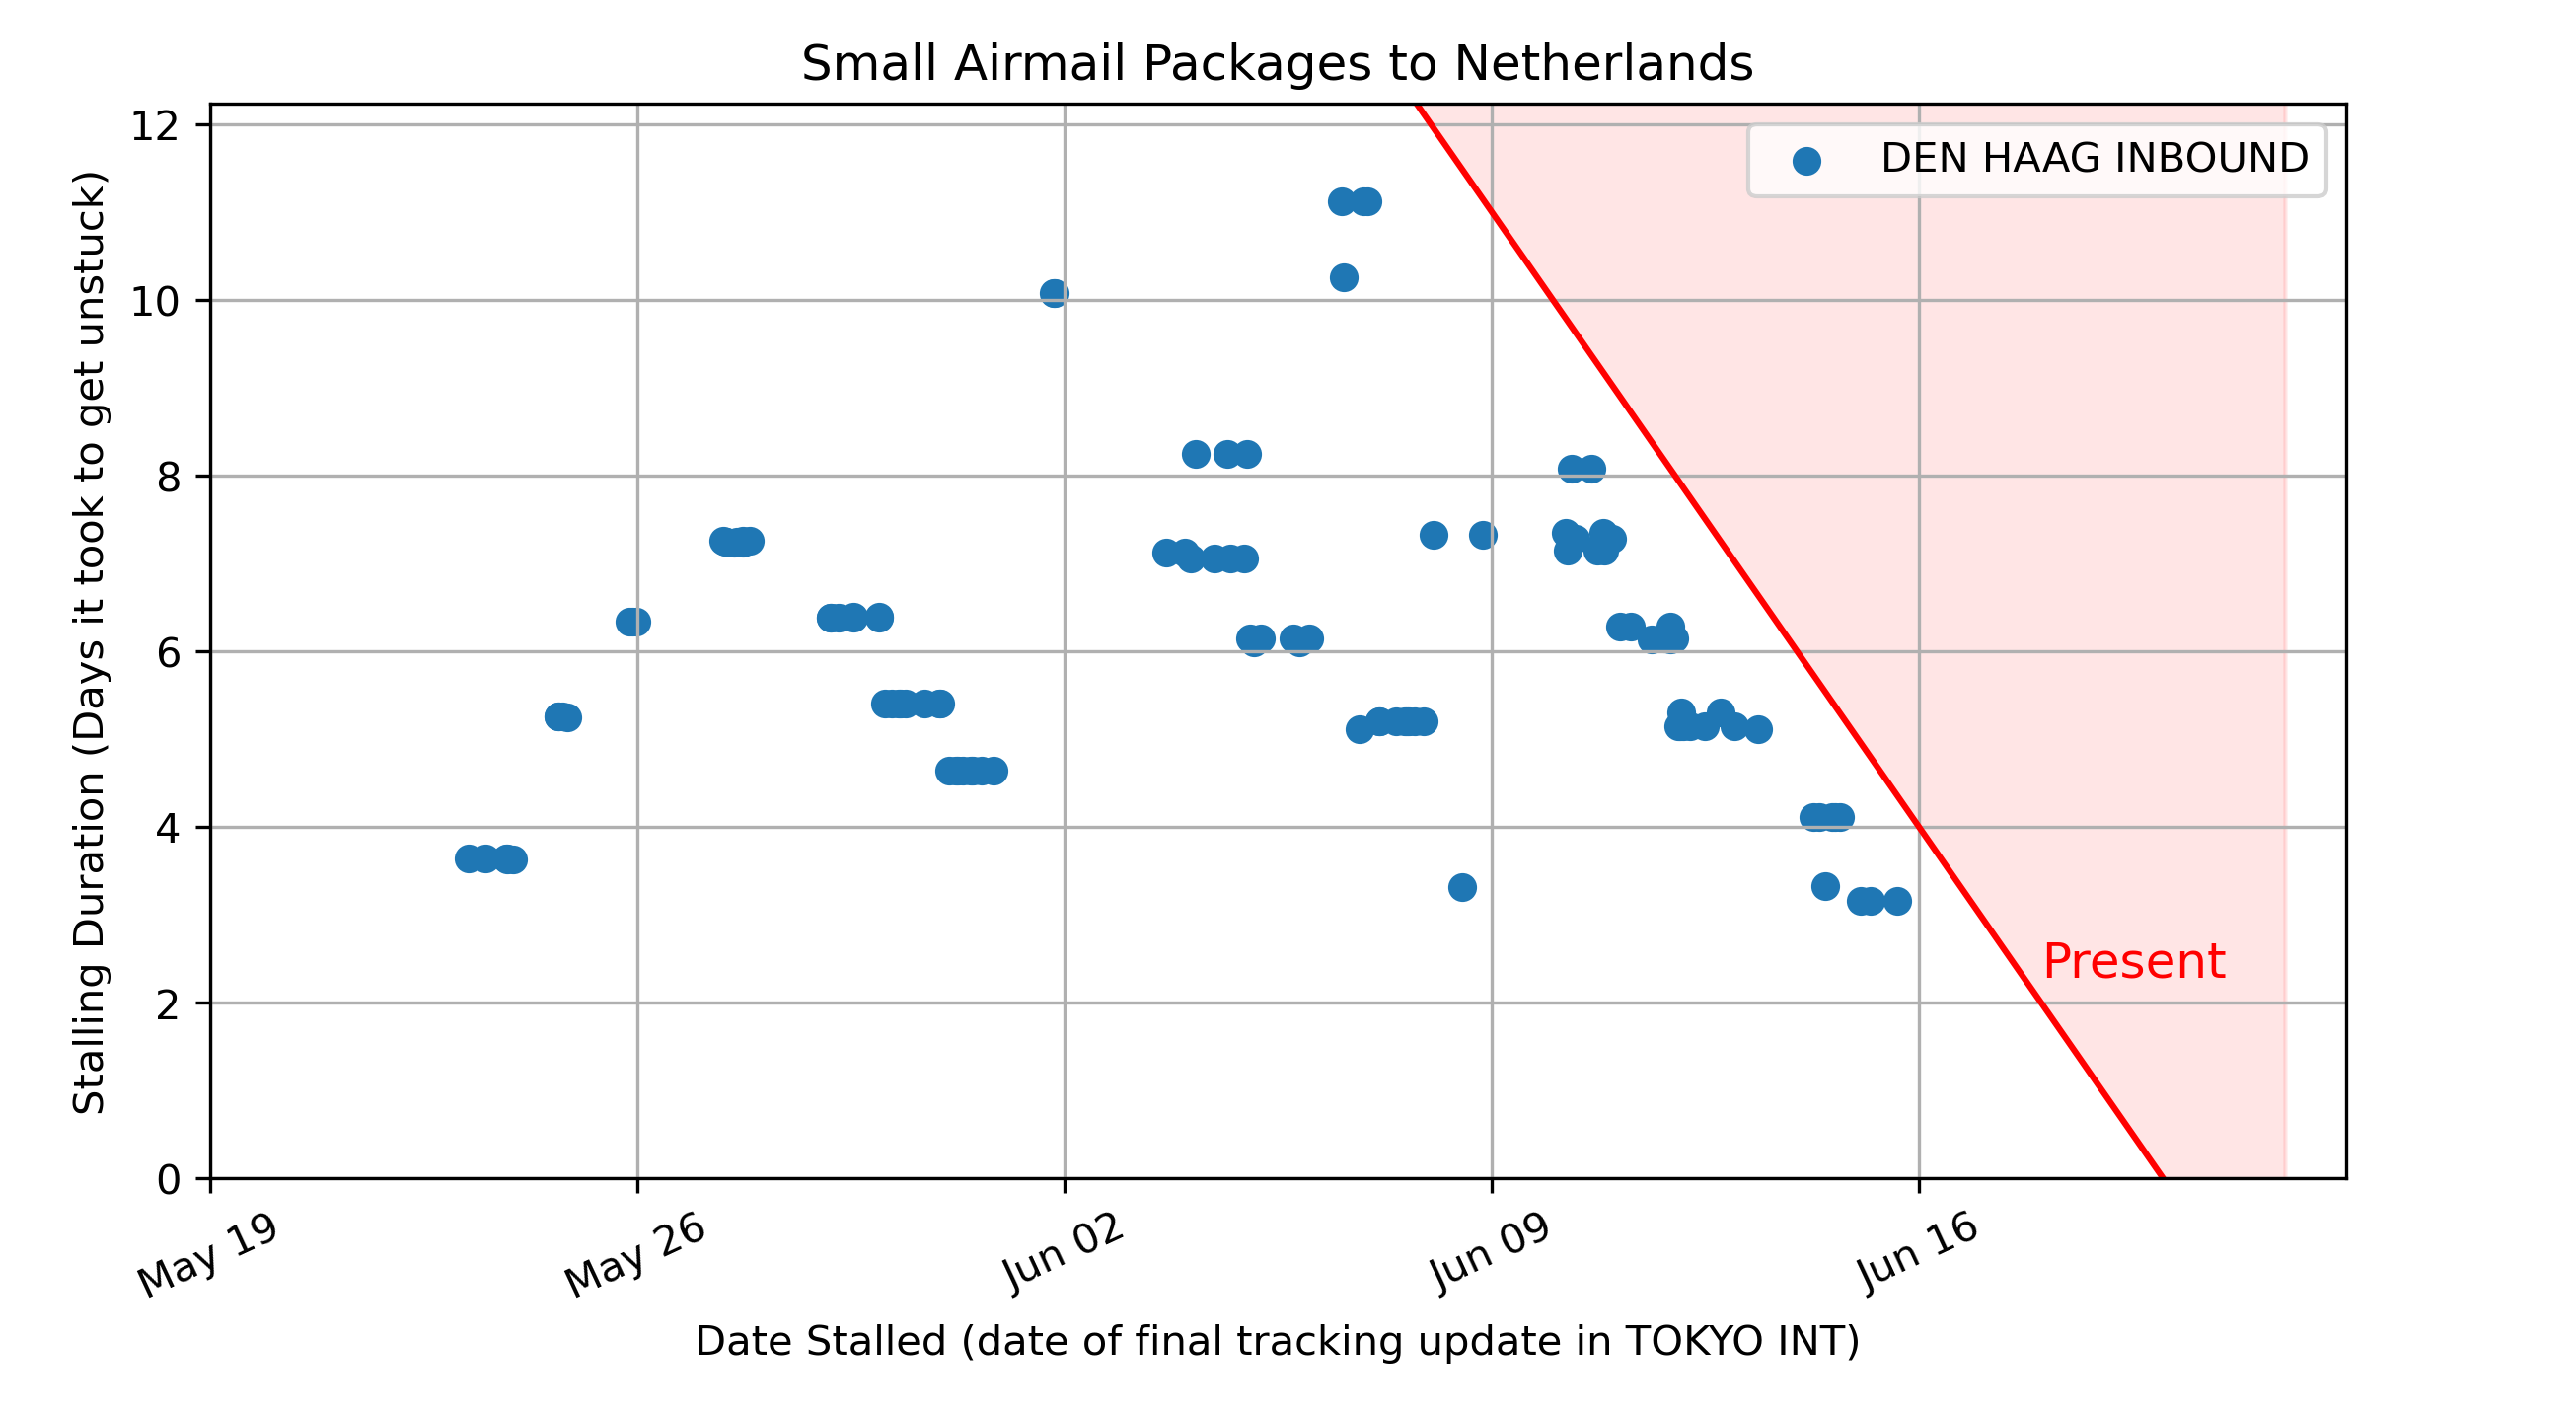 Small Airmail Packages to Netherlands
DEN HAAG INBOUND
Present
Stalling Duration (Days it took to get unstuck)
12
10
8
6
4
2
0
May 19
May 26
Jun 02
Jun 09
Jun 16
Date Stalled (date of final tracking update in TOKYO INT)